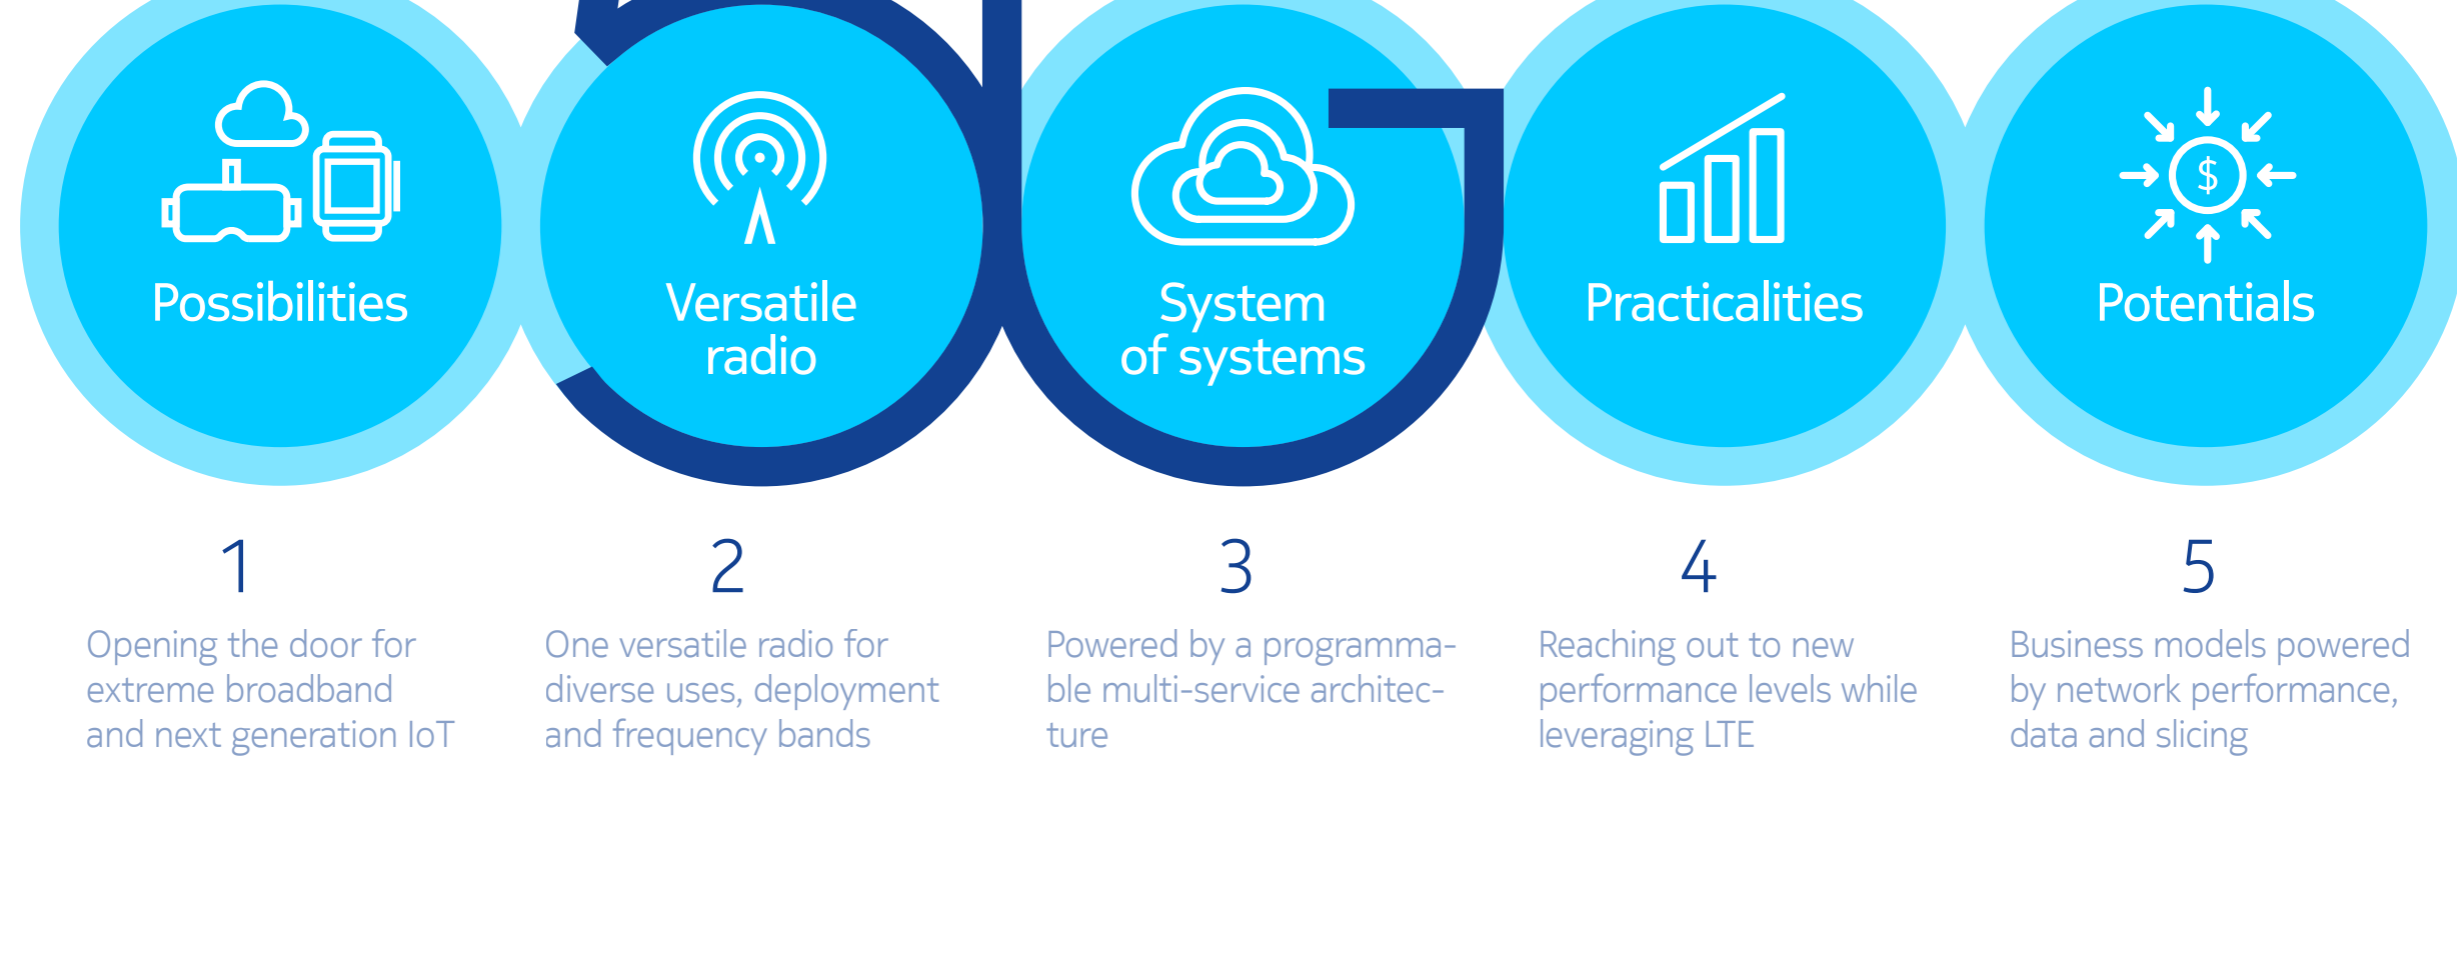 $
Possibilities
Versatile
radio
System
of systems
Practicalities
Potentials
1
Opening the door for
extreme broadband
and next generation IoT
2
One versatile radio for
diverse uses, deployment
and frequency bands
3
Powered by a programma-
ble multi-service architec-
ture
4
Reaching out to new
performance levels while
leveraging LTE
5
Business models powered
by network performance,
data and slicing